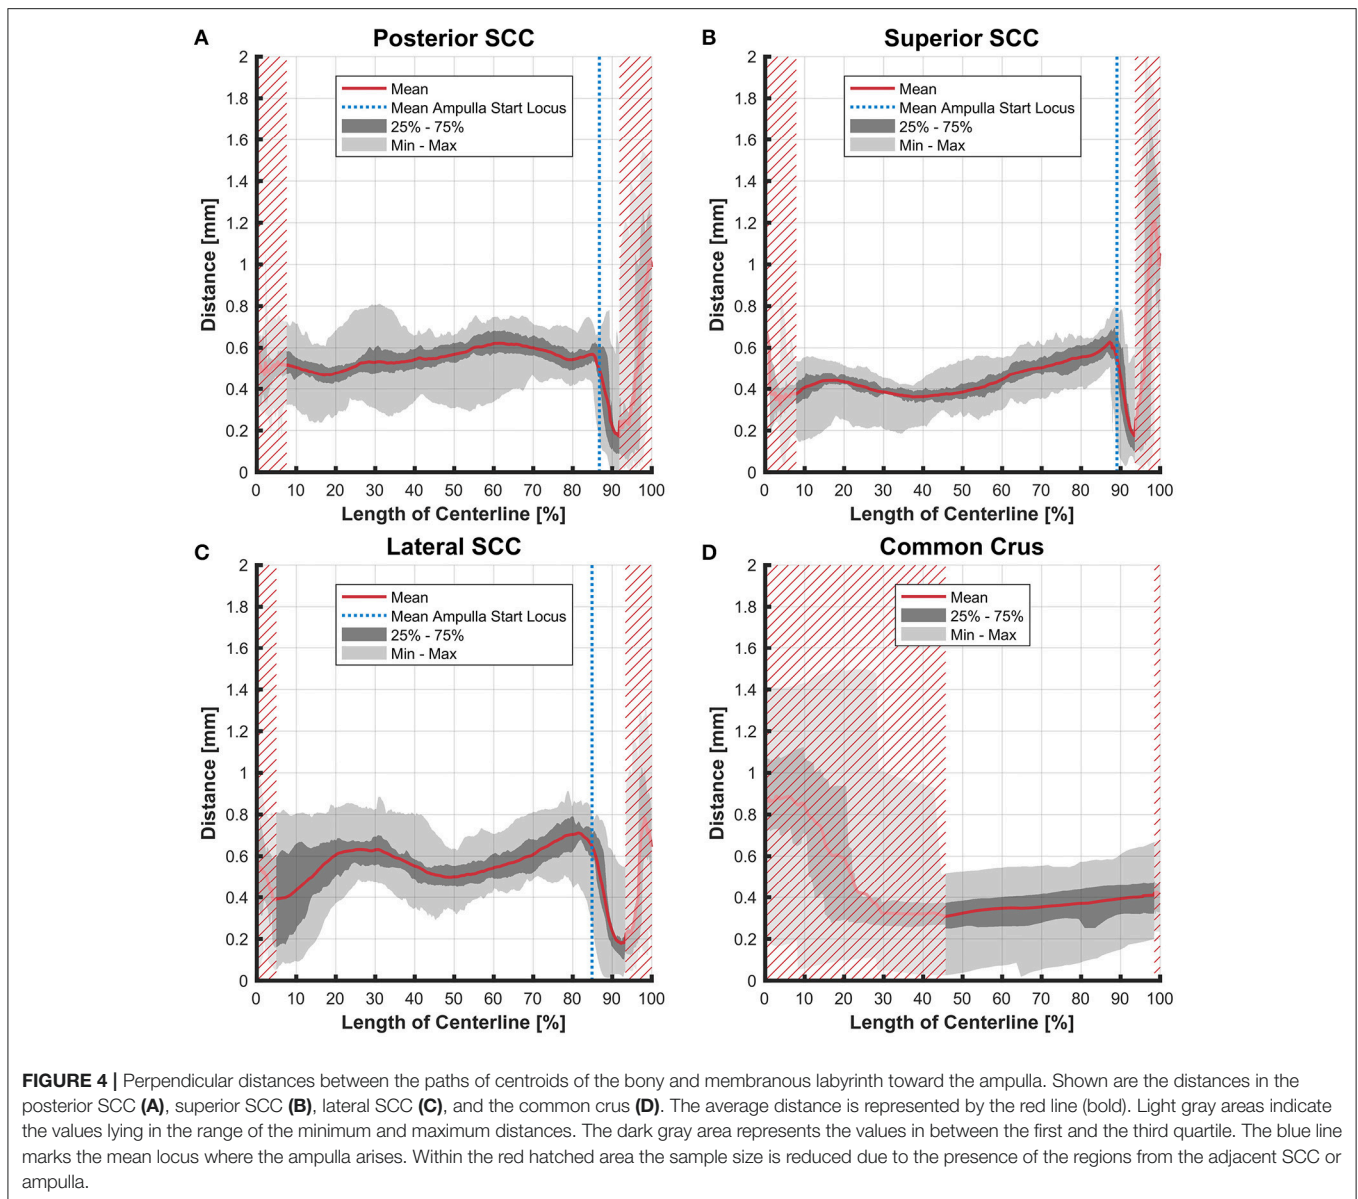 A
Posterior SCC
2
1.8
1.6
1.4
1.2
1
0.8
0.6
0.4
0.2
0
Distance [mm]
Mean
Mean Ampulla Start Locus
25% - 75%
Min - Max
0 10 20 30 40 50 60 70 80 90 100
Length of Centerline [%]
B
Superior SCC
2
1.8
1.6
1.4
1.2
1
0.8
0.6
0.4
0.2
0
Distance [mm]
Mean
Mean Ampulla Start Locus
25% - 75%
Min - Max
0 10 20 30 40 50 60 70 80 90 100
Length of Centerline [%]
C
Lateral SCC
2
1.8
1.6
1.4
1.2
1
0.8
0.6
0.4
0.2
0
Distance [mm]
Mean
Mean Ampulla Start Locus
25% - 75%
Min - Max
0 10 20 30 40 50 60 70 80 90 100
Length of Centerline [%]
D
Common Crus
2
1.8
1.6
1.4
1.2
1
0.8
0.6
0.4
0.2
0
Distance [mm]
Mean
25% - 75%
Min - Max
0 10 20 30 40 50 60 70 80 90 100
Length of Centerline [%]
FIGURE 4 | Perpendicular distances between the paths of centroids of the bony and membranous labyrinth toward the ampulla. Shown are the distances in the
posterior SCC (A), superior SCC (B), lateral SCC (C), and the common crus (D). The average distance is represented by the red line (bold). Light gray areas indicate
the values lying in the range of the minimum and maximum distances. The dark gray area represents the values in between the first and the third quartile. The blue line
marks the mean locus where the ampulla arises. Within the red hatched area the sample size is reduced due to the presence of the regions from the adjacent SCC or
ampulla.